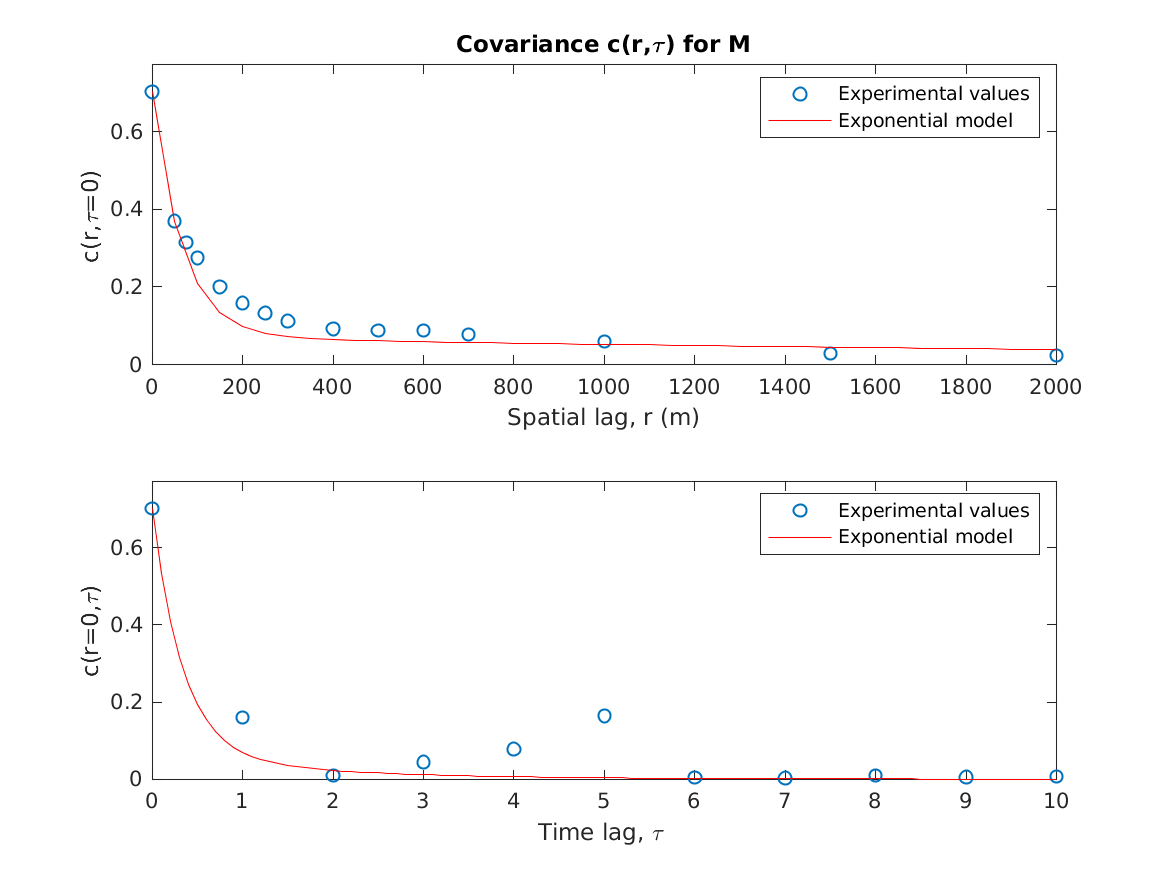 Covariance c(r,τ) for M
Experimental values
Exponential model
c(r,τ=0)
0.6
0.4
0.2
0
0 200 400 600 800 1000 1200 1400 1600 1800 2000
Spatial lag, r (m)
Experimental values
Exponential model
c(r=0,τ)
0.6
0.4
0.2
0
0 1 2 3 4 5 6 7 8 9 10
Time lag, τ